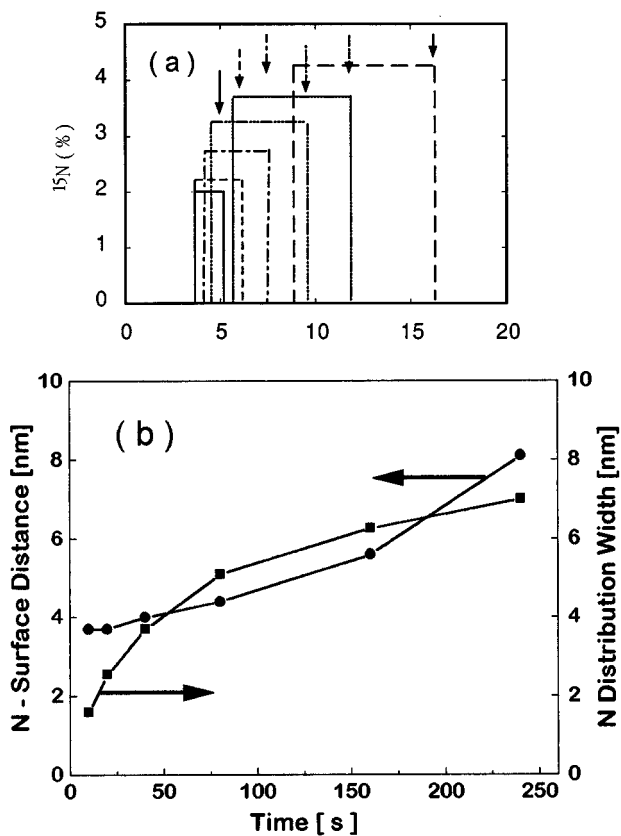 5
(a)
4
3
2
1
0
15N (%)
0 5 10 15 20
10 10
(b)
8 8
6 6
4 4
2 2
0 0
N - Surface Distance [nm]
N Distribution Width [nm]
0 50 100 150 200 250
Time [ s ]